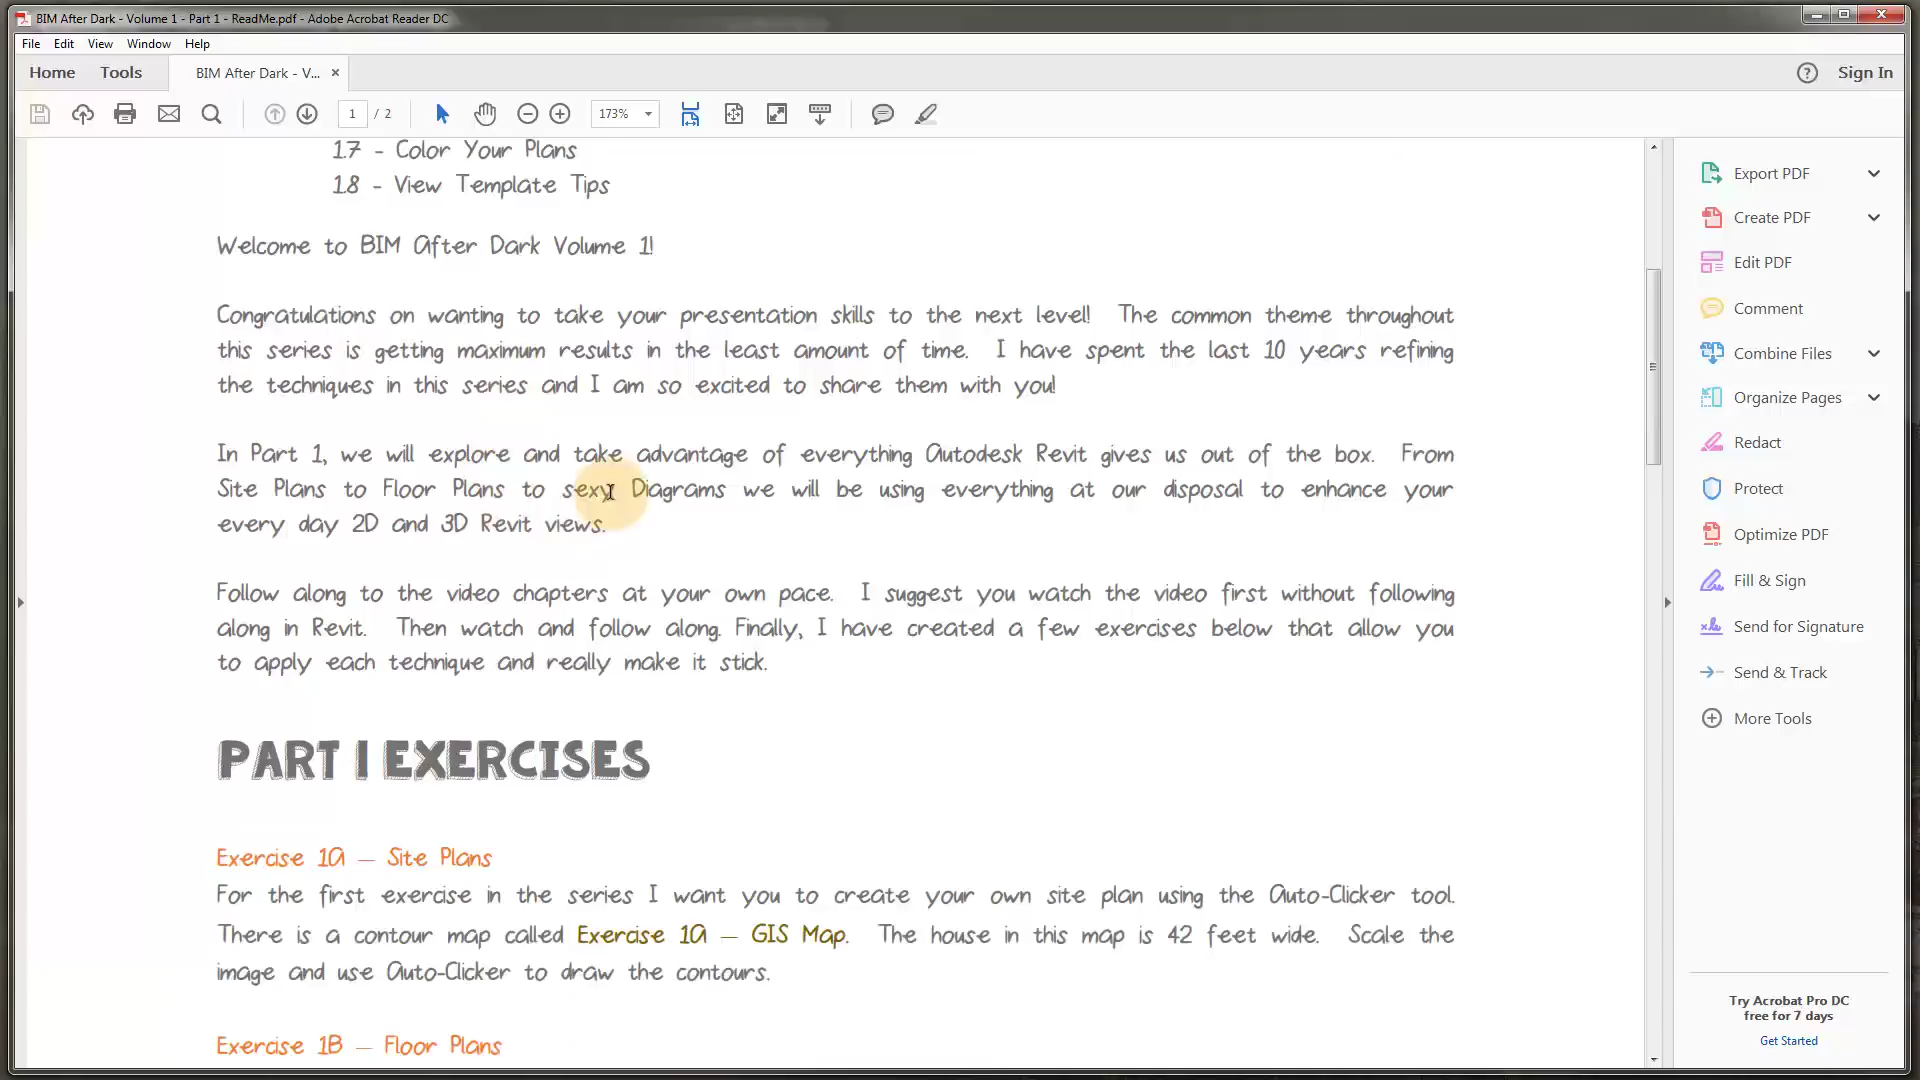 BIM After Dark - Volume 1 - Part 1 - ReadMe.pdf - Adobe Acrobat Reader DC
File Edit View Window Help
Home Tools BIM After Dark - V... × ? Sign In
1 / 2 173%
1.7 - Color Your Plans
1.8 - View Template Tips
Welcome to BIM After Dark Volume 1!
Congratulations on wanting to take your presentation skills to the next level! The common theme throughout
this series is getting maximum results in the least amount of time. I have spent the last 10 years refining
the techniques in this series and I am so excited to share them with you!
In Part 1, we will explore and take advantage of everything Autodesk Revit gives us out of the box. From
Site Plans to Floor Plans to sexy Diagrams we will be using everything at our disposal to enhance your
every day 2D and 3D Revit views.
Follow along to the video chapters at your own pace. I suggest you watch the video first without following
along in Revit. Then watch and follow along. Finally, I have created a few exercises below that allow you
to apply each technique and really make it stick.
PART 1 EXERCISES
Exercise 1A – Site Plans
For the first exercise in the series I want you to create your own site plan using the Auto-Clicker tool.
There is a contour map called Exercise 1A – GIS Map. The house in this map is 42 feet wide. Scale the
image and use Auto-Clicker to draw the contours.
Exercise 1B – Floor Plans
Export PDF
Create PDF
Edit PDF
Comment
Combine Files
Organize Pages
Redact
Protect
Optimize PDF
Fill & Sign
Send for Signature
Send & Track
More Tools
Try Acrobat Pro DC
free for 7 days
Get Started